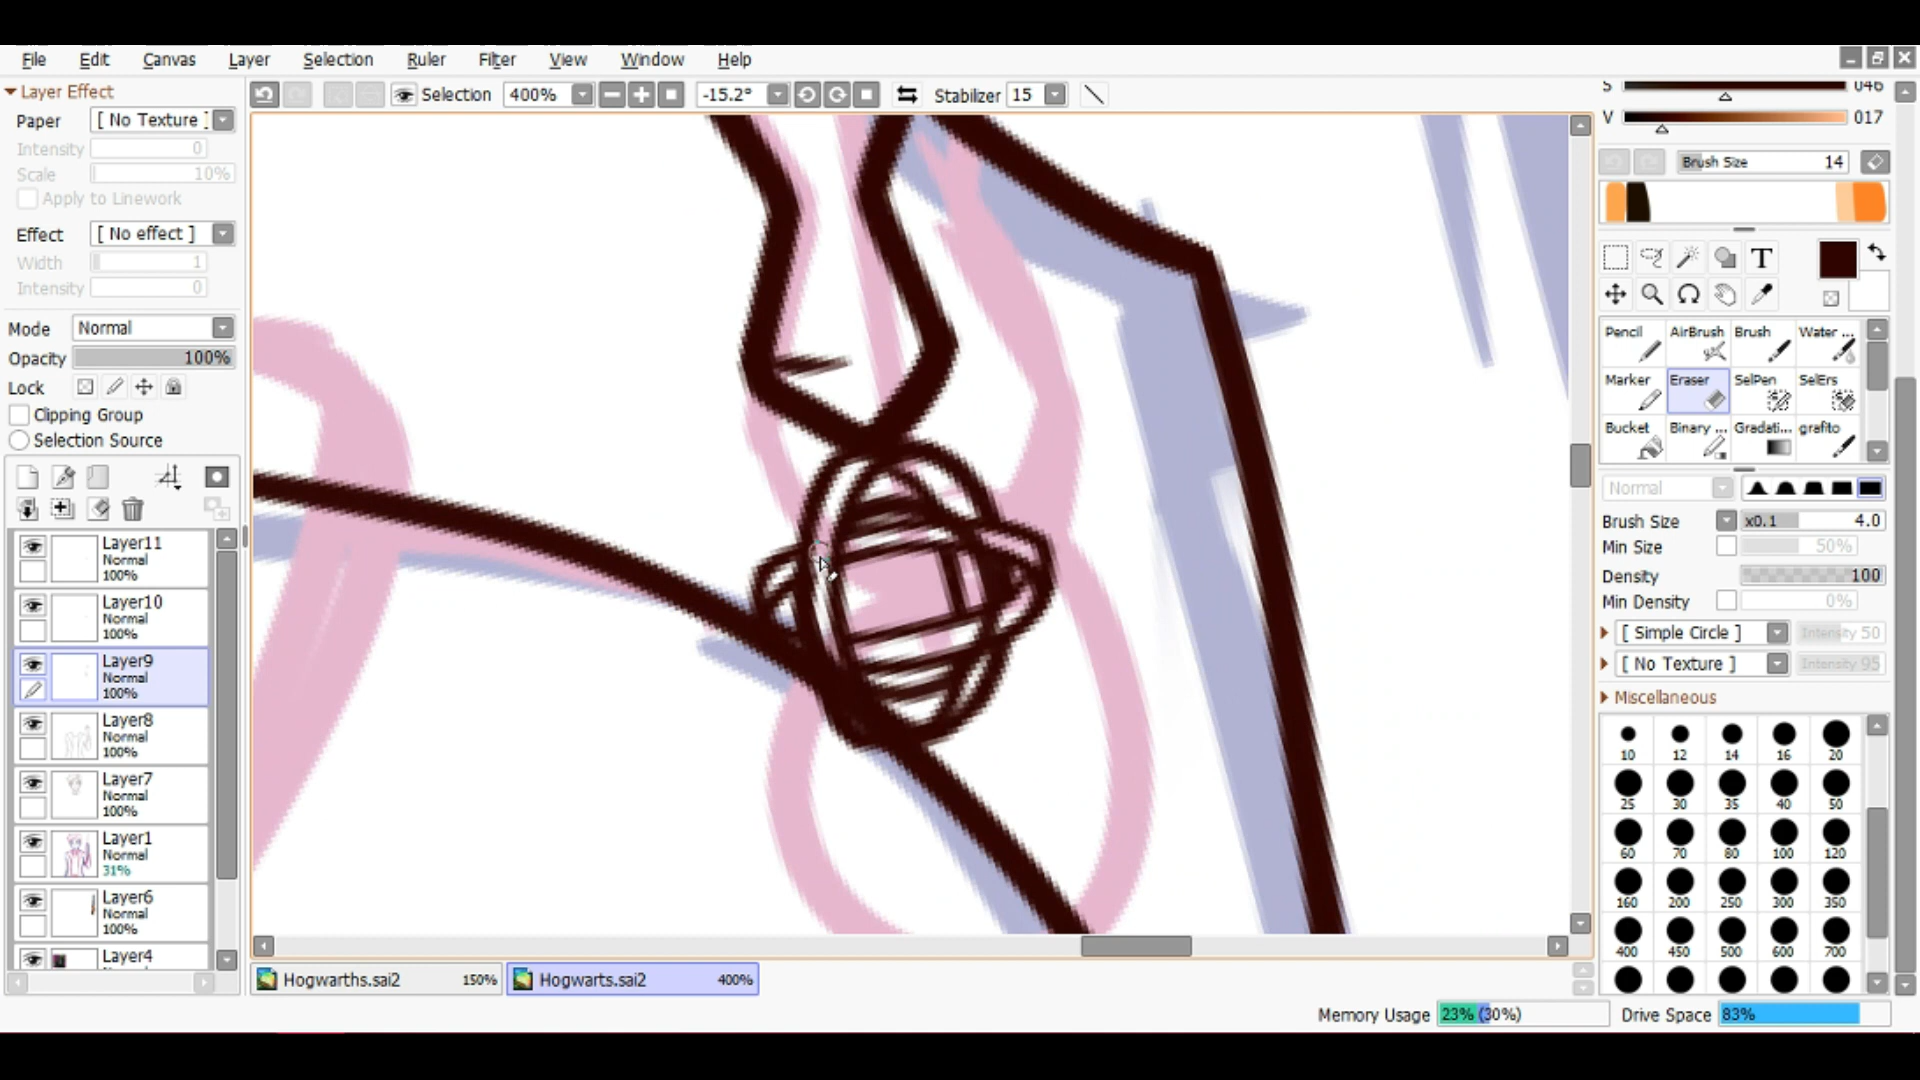 File Edit Canvas Layer Selection Ruler Filter View Window Help
Layer Effect
Paper [ No Texture ]
Intensity 0
Scale 10%
Apply to Linework
Effect [ No effect ]
Width 1
Intensity 0
Mode Normal
Opacity 100%
Lock
Clipping Group
Selection Source
Layer11
Normal
100%
Layer10
Normal
100%
Layer9
Normal
100%
Layer8
Normal
100%
Layer7
Normal
100%
Layer1
Normal
31%
Layer6
Normal
100%
Layer4
Selection 400% -15.2° Stabilizer 15
Hogwarths.sai2 150% Hogwarts.sai2 400%
S 046
V 017
Brush Size 14
T
Pencil AirBrush Brush Water ...
Marker Eraser SelPen SelErs
Bucket Binary ... Gradati... grafito
Normal
Brush Size x0.1 4.0
Min Size 50%
Density 100
Min Density 0%
[ Simple Circle ] Intensity 50
[ No Texture ] Intensity 95
Miscellaneous
10 12 14 16 20
25 30 35 40 50
60 70 80 100 120
160 200 250 300 350
400 450 500 600 700
Memory Usage 23% (30%) Drive Space 83%